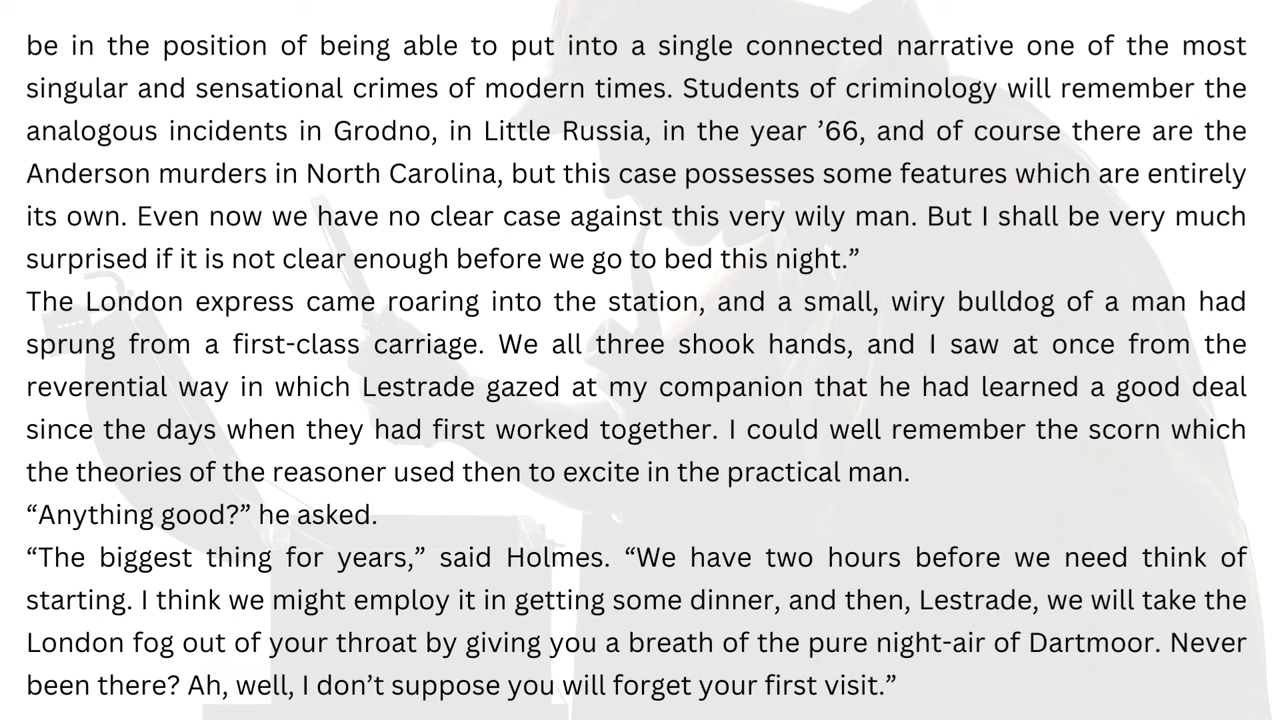 be in the position of being able to put into a single connected narrative one of the most
singular and sensational crimes of modern times. Students of criminology will remember the
analogous incidents in Grodno, in Little Russia, in the year ’66, and of course there are the
Anderson murders in North Carolina, but this case possesses some features which are entirely
its own. Even now we have no clear case against this very wily man. But I shall be very much
surprised if it is not clear enough before we go to bed this night.”
The London express came roaring into the station, and a small, wiry bulldog of a man had
sprung from a first-class carriage. We all three shook hands, and I saw at once from the
reverential way in which Lestrade gazed at my companion that he had learned a good deal
since the days when they had first worked together. I could well remember the scorn which
the theories of the reasoner used then to excite in the practical man.
“Anything good?” he asked.
“The biggest thing for years,” said Holmes. “We have two hours before we need think of
starting. I think we might employ it in getting some dinner, and then, Lestrade, we will take the
London fog out of your throat by giving you a breath of the pure night-air of Dartmoor. Never
been there? Ah, well, I don’t suppose you will forget your first visit.”